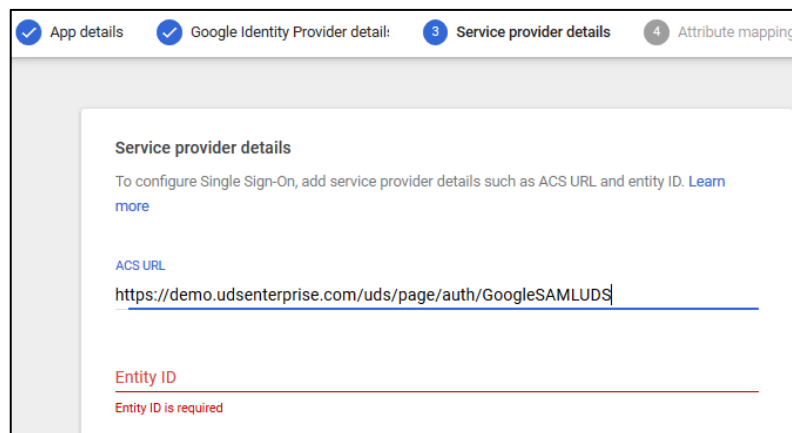 App details Google Identity Provider details 3 Service provider details 4 Attribute mapping
Service provider details
To configure Single Sign-On, add service provider details such as ACS URL and entity ID. Learn
more
ACS URL
https://demo.udsenterprise.com/uds/page/auth/GoogleSAMLUDS
Entity ID
Entity ID is required